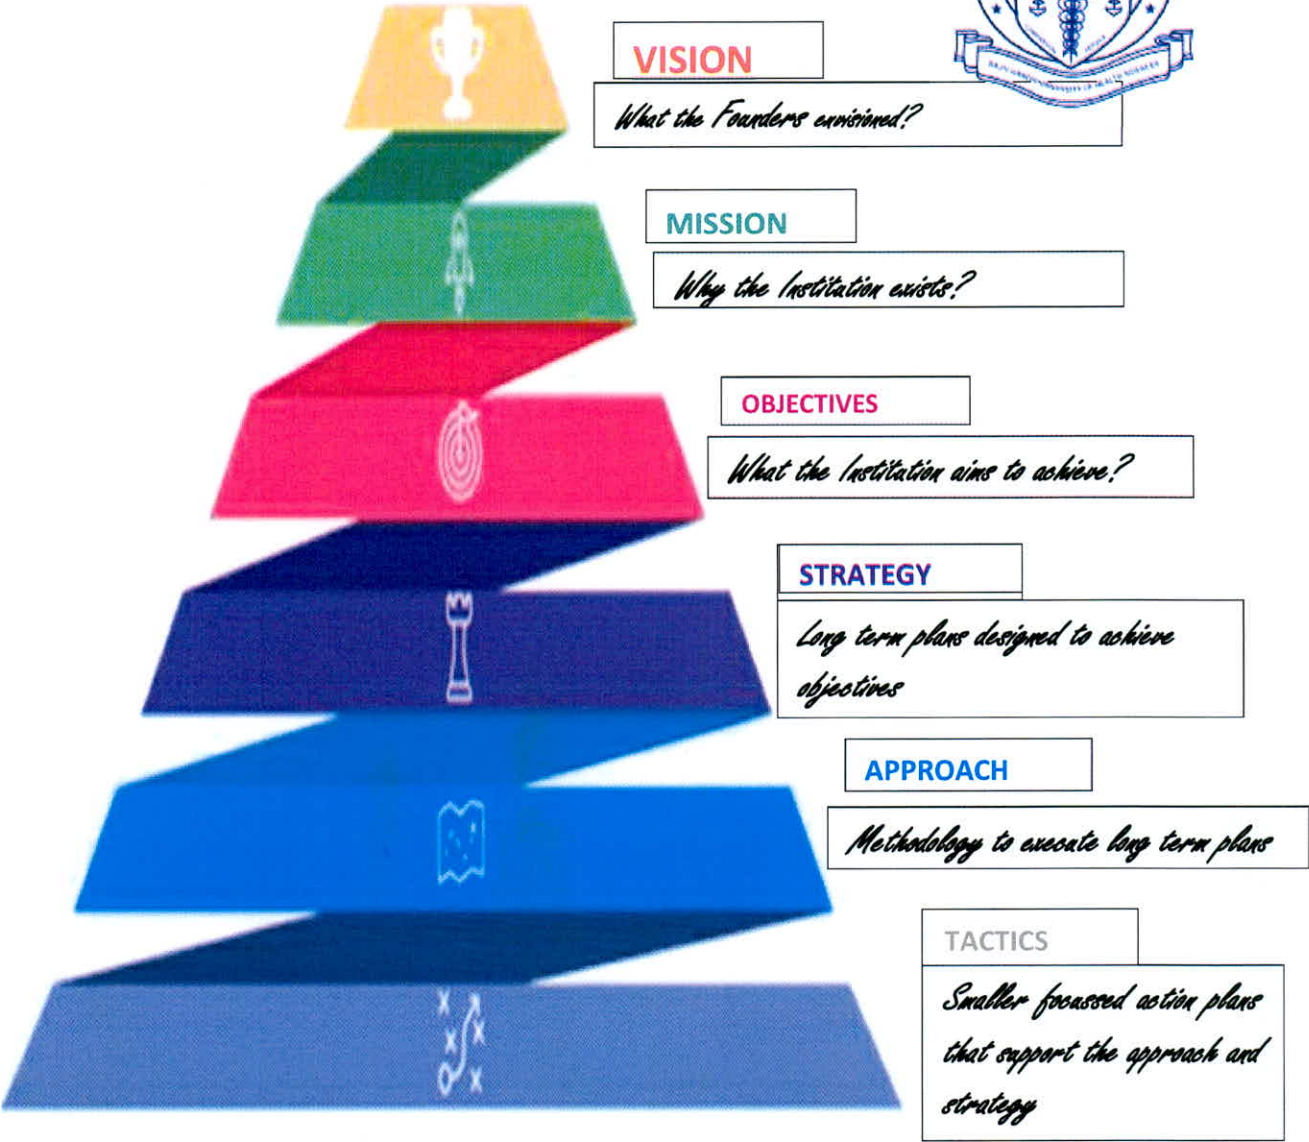 VISION
What the Founders envisioned?
MISSION
Why the Institution exists?
OBJECTIVES
What the Institution aims to achieve?
STRATEGY
Long term plans designed to achieve
objectives
APPROACH
Methodology to execute long term plans
TACTICS
Smaller focussed action plans
that support the approach and
strategy